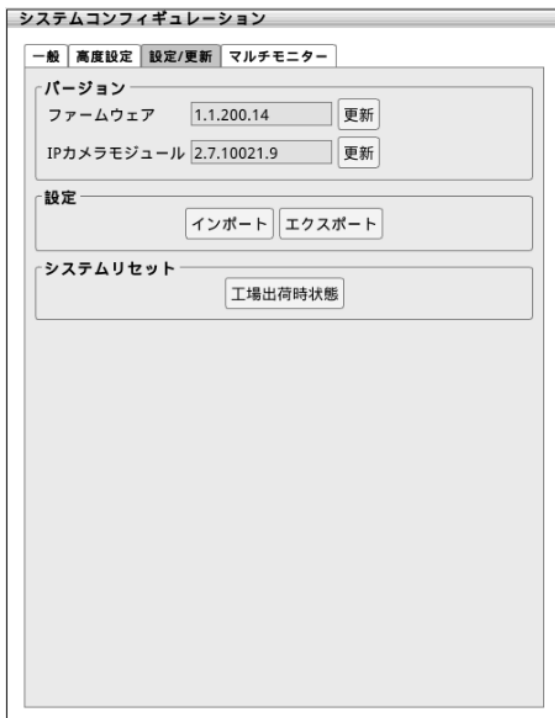 システムコンフィギュレーション
一般 高度設定 設定/更新 マルチモニター
バージョン
ファームウェア 1.1.200.14 更新
IPカメラモジュール 2.7.10021.9 更新
設定
インポート エクスポート
システムリセット
工場出荷時状態